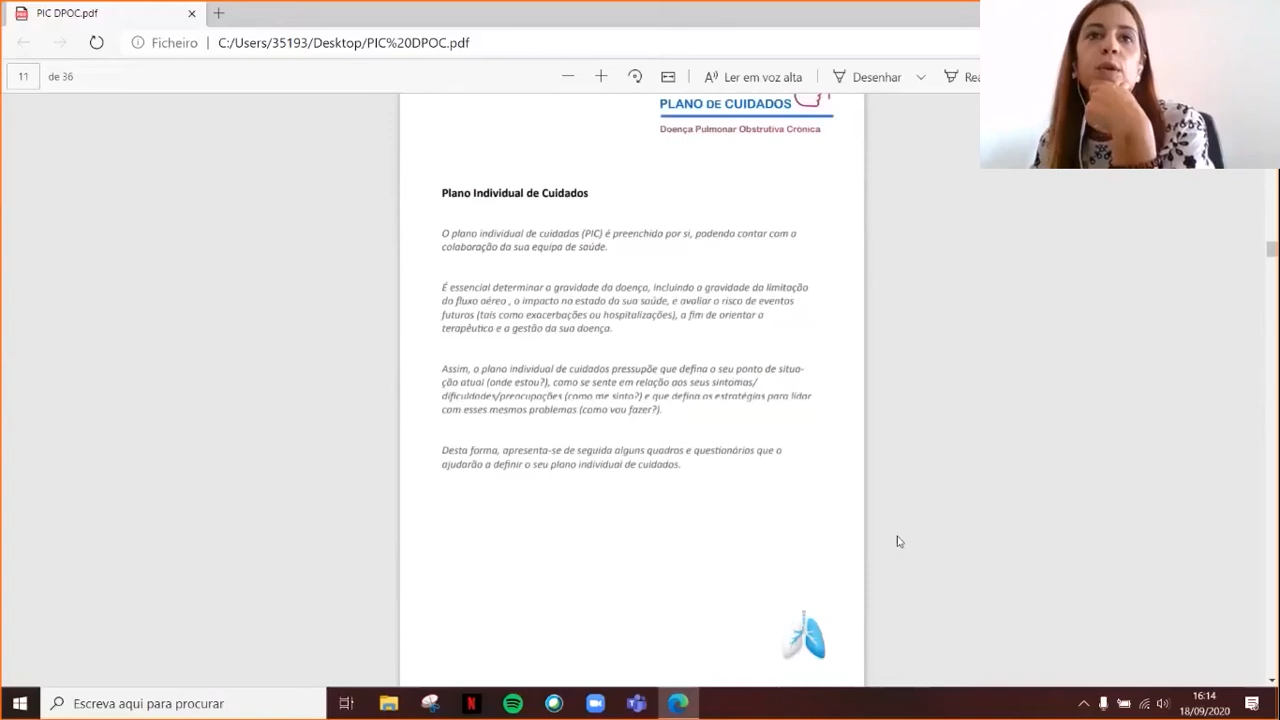 PIC DPOC.pdf
Ficheiro
C:/Users/35193/Desktop/PIC%20DPOC.pdf
11 de 36
Ler em voz alta
Desenhar
Rea
PLANO DE CUIDADOS
Doença Pulmonar Obstrutiva Crónica
Plano Individual de Cuidados
O plano individual de cuidados (PIC) é preenchido por si, podendo contar com a
colaboração da sua equipa de saúde.
É essencial determinar a gravidade da doença, incluindo a gravidade da limitação
do fluxo aéreo , o impacto no estado da sua saúde, e avaliar o risco de eventos
futuros (tais como exacerbações ou hospitalizações), a fim de orientar a
terapêutica e a gestão da sua doença.
Assim, o plano individual de cuidados pressupõe que defina o seu ponto de situa-
ção atual (onde estou?), como se sente em relação aos seus sintomas/
dificuldades/preocupações (como me sinto?) e que defina as estratégias para lidar
com esses mesmos problemas (como vou fazer?).
Desta forma, apresenta-se de seguida alguns quadros e questionários que o
ajudarão a definir o seu plano individual de cuidados.
Escreva aqui para procurar
N
16:14
18/09/2020